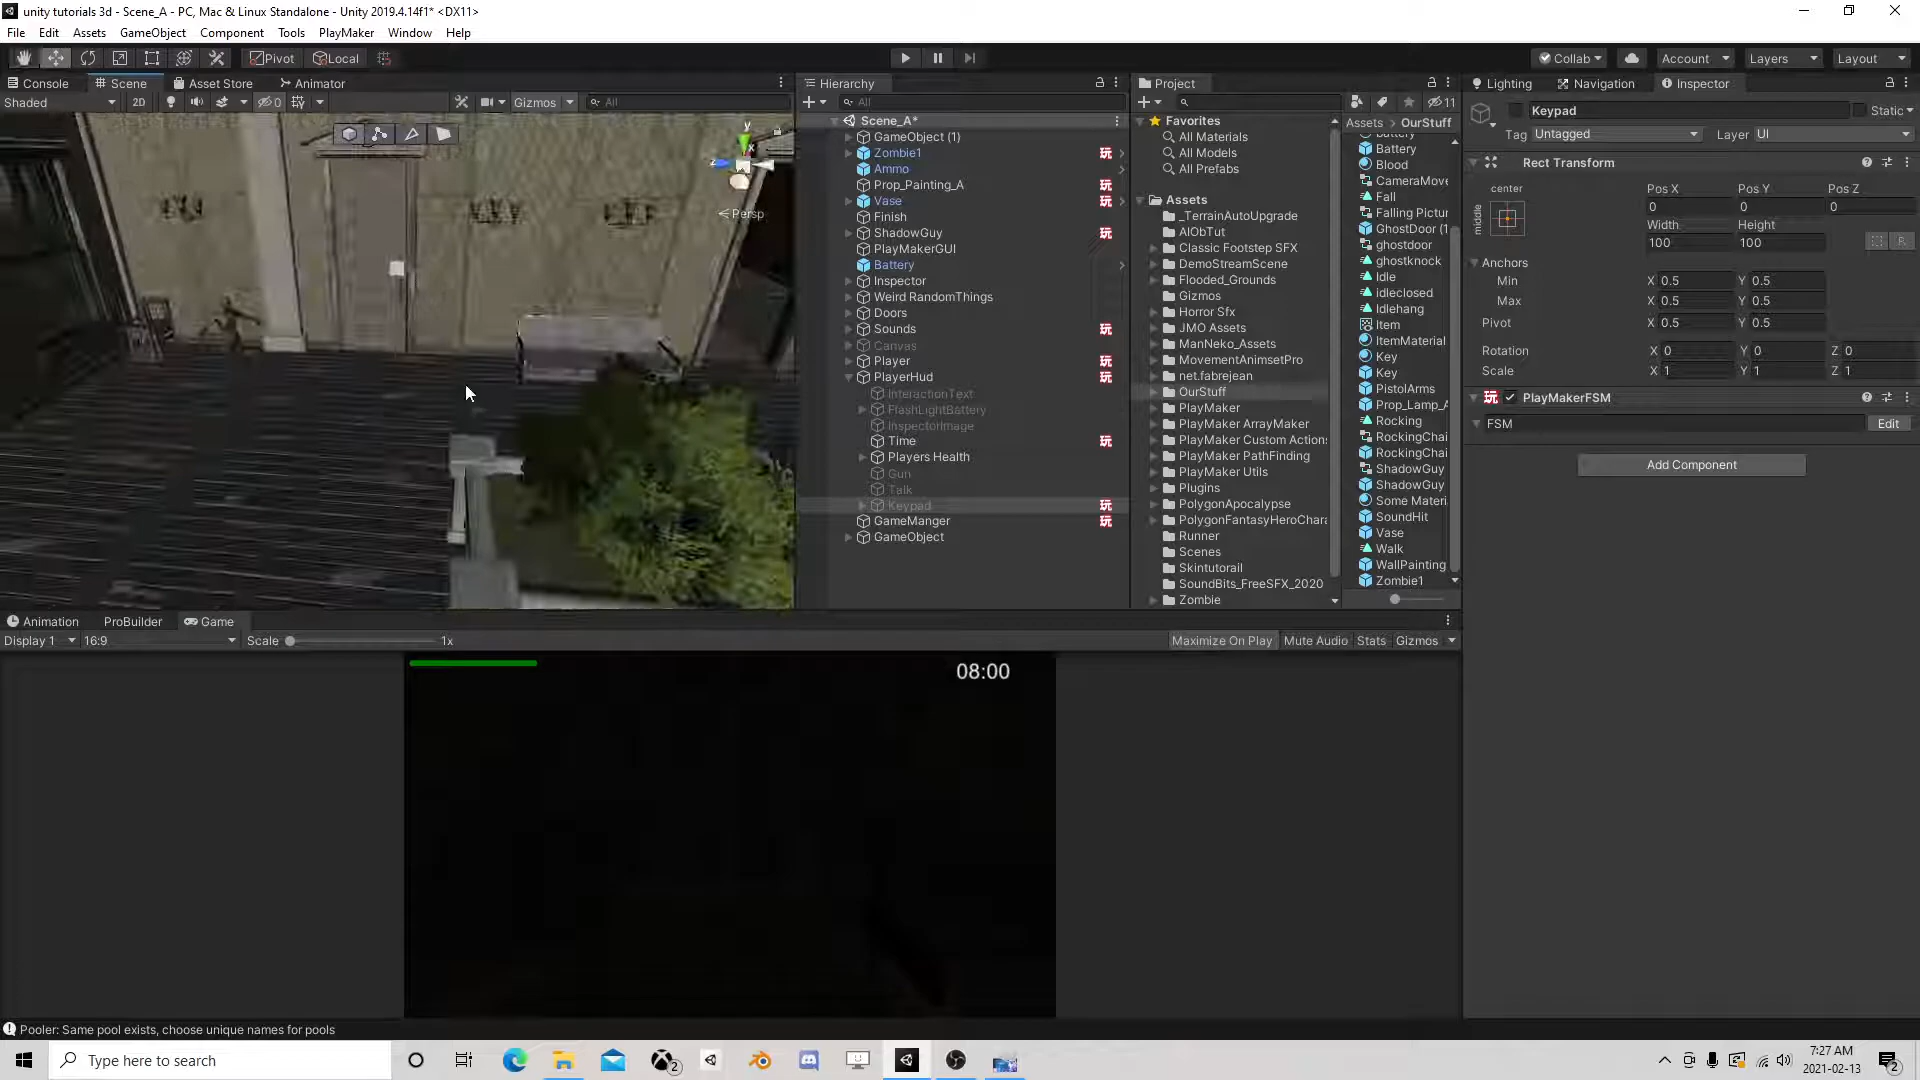 unity tutorials 3d - Scene_A - PC, Mac & Linux Standalone - Unity 2019.4.14f1* <DX11>
File Edit Assets GameObject Component Tools PlayMaker Window Help
Pivot Local Collab Account Layers Layout
Console Scene Asset Store Animator
Shaded 2D 0 Gizmos All
y
x
z
Persp
Hierarchy
All
Scene_A*
GameObject (1)
Zombie1
Ammo
Prop_Painting_A
Vase
Finish
ShadowGuy
PlayMakerGUI
Battery
Inspector
Weird RandomThings
Doors
Sounds
Canvas
Player
PlayerHud
InteractionText
FlashLightBattery
InspectorImage
Time
Players Health
Gun
Talk
Keypad
GameManger
GameObject
Project
11
Favorites
All Materials
All Models
All Prefabs
Assets
_TerrainAutoUpgrade
AIObTut
Classic Footstep SFX
DemoStreamScene
Flooded_Grounds
Gizmos
Horror Sfx
JMO Assets
ManNeko_Assets
MovementAnimsetPro
net.fabrejean
OurStuff
PlayMaker
PlayMaker ArrayMaker
PlayMaker Custom Actions
PlayMaker PathFinding
PlayMaker Utils
Plugins
PolygonApocalypse
PolygonFantasyHeroChara
Runner
Scenes
Skintutorail
SoundBits_FreeSFX_2020
Zombie
Assets > OurStuff
Battery
Battery
Blood
CameraMove
Fall
Falling Pictur
GhostDoor (1
ghostdoor
ghostknock
Idle
idleclosed
Idlehang
Item
ItemMaterial
Key
Key
PistolArms
Prop_Lamp_A
Rocking
RockingChai
RockingChai
ShadowGuy
ShadowGuy
Some Materi
SoundHit
Vase
Walk
WallPainting
Zombie1
Lighting Navigation Inspector
Keypad Static
Tag Untagged Layer UI
Rect Transform
center
middle
Pos X Pos Y Pos Z
0 0 0
Width Height
100 100
R
Anchors
Min X 0.5 Y 0.5
Max X 0.5 Y 0.5
Pivot X 0.5 Y 0.5
Rotation X 0 Y 0 Z 0
Scale X 1 Y 1 Z 1
PlayMakerFSM
FSM Edit
Add Component
Animation ProBuilder Game
Display 1 16:9 Scale 1x Maximize On Play Mute Audio Stats Gizmos
08:00
Pooler: Same pool exists, choose unique names for pools
Type here to search
2
7:27 AM
2021-02-13
2